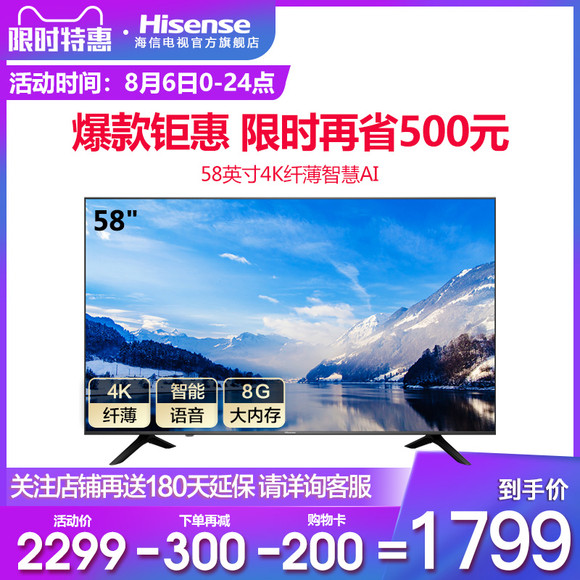 限时特惠
Hisense
海信电视官方旗舰店
活动时间：8月6日0-24点
爆款钜惠 限时再省500元
58英寸4K纤薄智慧AI
58"
4K
纤薄
智能
语音
8G
大内存
Hisense
关注店铺再送180天延保 请详询客服
到手价
活动价 下单再减 购物卡
2299-300-200=1799